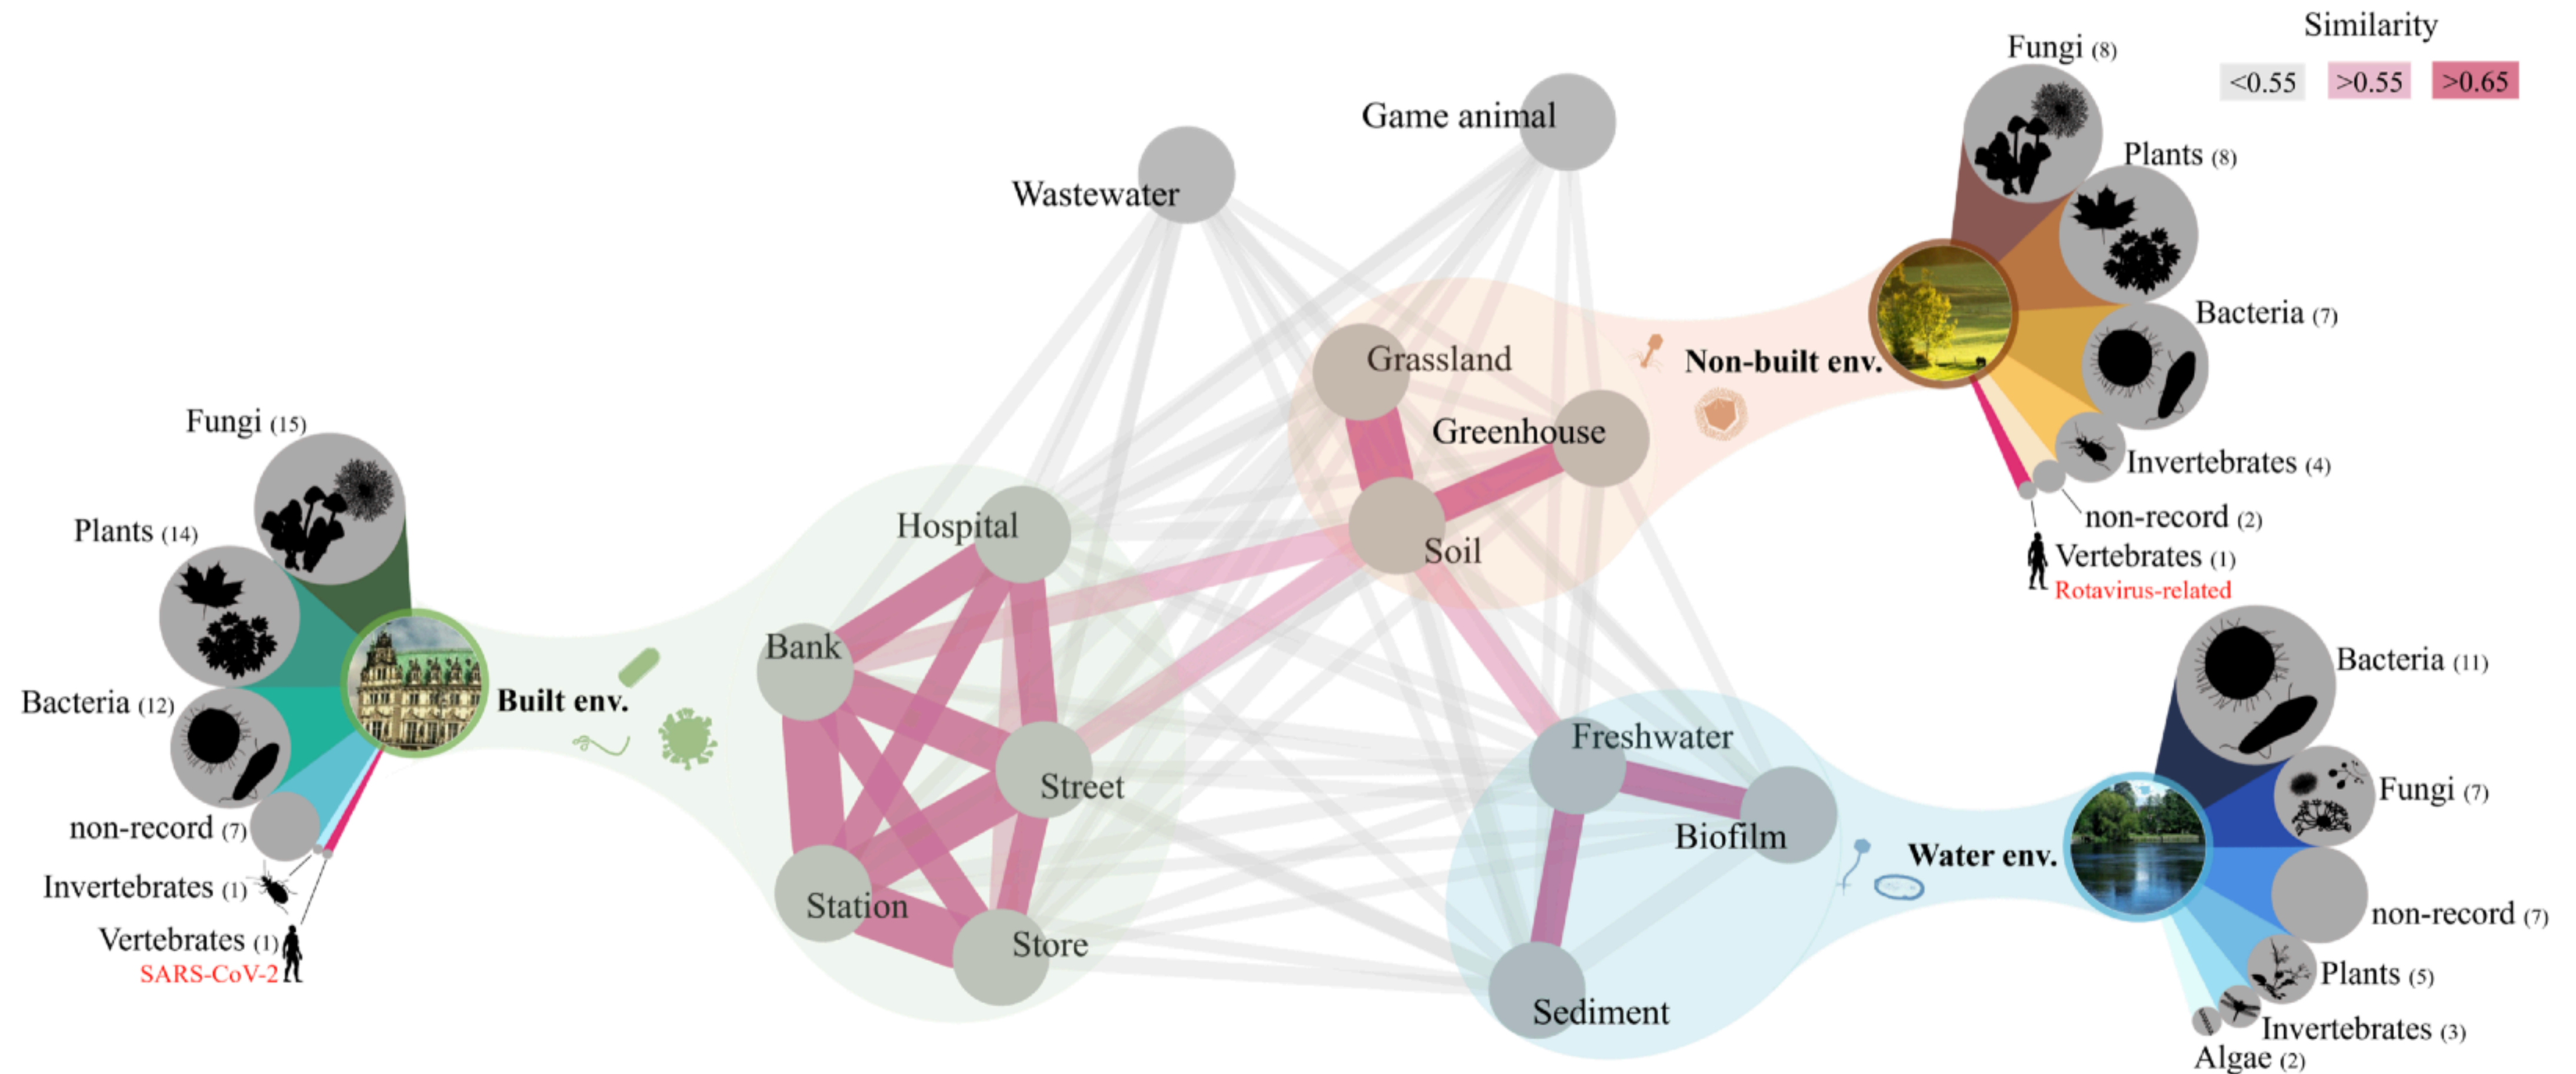 Similarity
<0.55 >0.55 >0.65
Fungi (8)
Plants (8)
Bacteria (7)
Invertebrates (4)
non-record (2)
Vertebrates (1)
Rotavirus-related
Non-built env.
Game animal
Wastewater
Grassland
Greenhouse
Soil
Fungi (15)
Plants (14)
Bacteria (12)
non-record (7)
Invertebrates (1)
Vertebrates (1)
SARS-CoV-2
Built env.
Hospital
Bank
Street
Station
Store
Freshwater
Biofilm
Sediment
Water env.
Bacteria (11)
Fungi (7)
non-record (7)
Plants (5)
Invertebrates (3)
Algae (2)